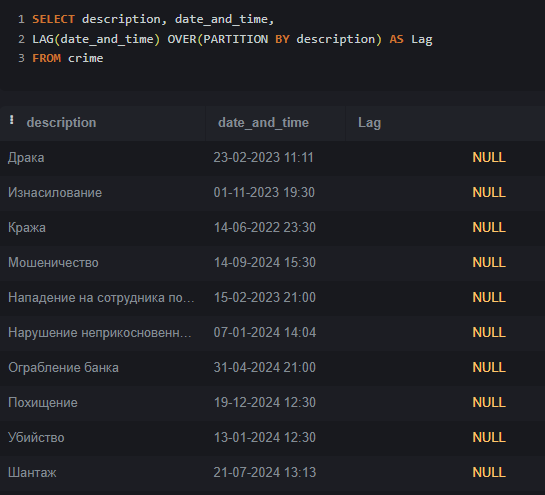 1 SELECT description, date_and_time,
2 LAG(date_and_time) OVER(PARTITION BY description) AS Lag
3 FROM crime
description date_and_time Lag
Драка 23-02-2023 11:11 NULL
Изнасилование 01-11-2023 19:30 NULL
Кража 14-06-2022 23:30 NULL
Мошеничество 14-09-2024 15:30 NULL
Нападение на сотрудника по... 15-02-2023 21:00 NULL
Нарушение неприкосновенн... 07-01-2024 14:04 NULL
Ограбление банка 31-04-2024 21:00 NULL
Похищение 19-12-2024 12:30 NULL
Убийство 13-01-2024 12:30 NULL
Шантаж 21-07-2024 13:13 NULL